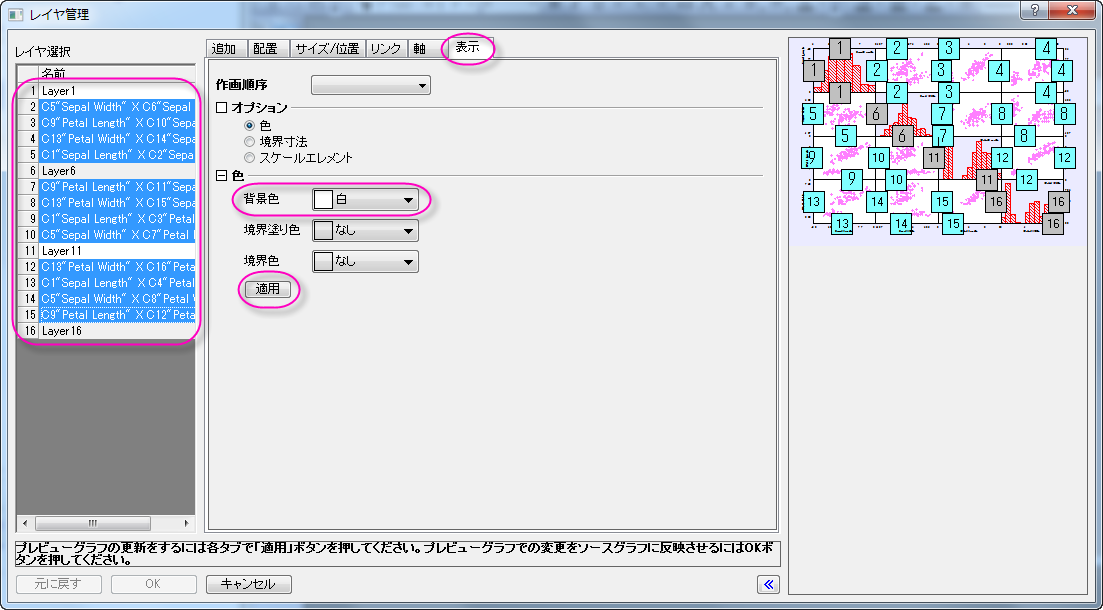 レイヤ管理
レイヤ選択
名前
1 Layer1
2 C5"Sepal Width" X C6"Sepal
3 C9"Petal Length" X C10"Sepa
4 C13"Petal Width" X C14"Sepa
5 C1"Sepal Length" X C2"Sepa
6 Layer6
7 C9"Petal Length" X C11"Sepa
8 C13"Petal Width" X C15"Sepa
9 C1"Sepal Length" X C3"Petal
10 C5"Sepal Width" X C7"Petal
11 Layer11
12 C13"Petal Width" X C16"Peta
13 C1"Sepal Length" X C4"Petal
14 C5"Sepal Width" X C8"Petal
15 C9"Petal Length" X C12"Peta
16 Layer16
追加 配置 サイズ/位置 リンク 軸 表示
作画順序
オプション
色
境界寸法
スケールエレメント
色
背景色 白
境界塗り色 なし
境界色 なし
適用
プレビューグラフの更新をするには各タブで「適用」ボタンを押してください。プレビューグラフでの変更をソースグラフに反映させるにはOKボ
タンを押してください。
元に戻す OK キャンセル
1 2 3 4
1 2 3 4 4
1 2 3 4
5 6 7 8 8
5 6 7 8
9 10 11 12 12
9 10 11 12
13 14 15 16 16
13 14 15 16